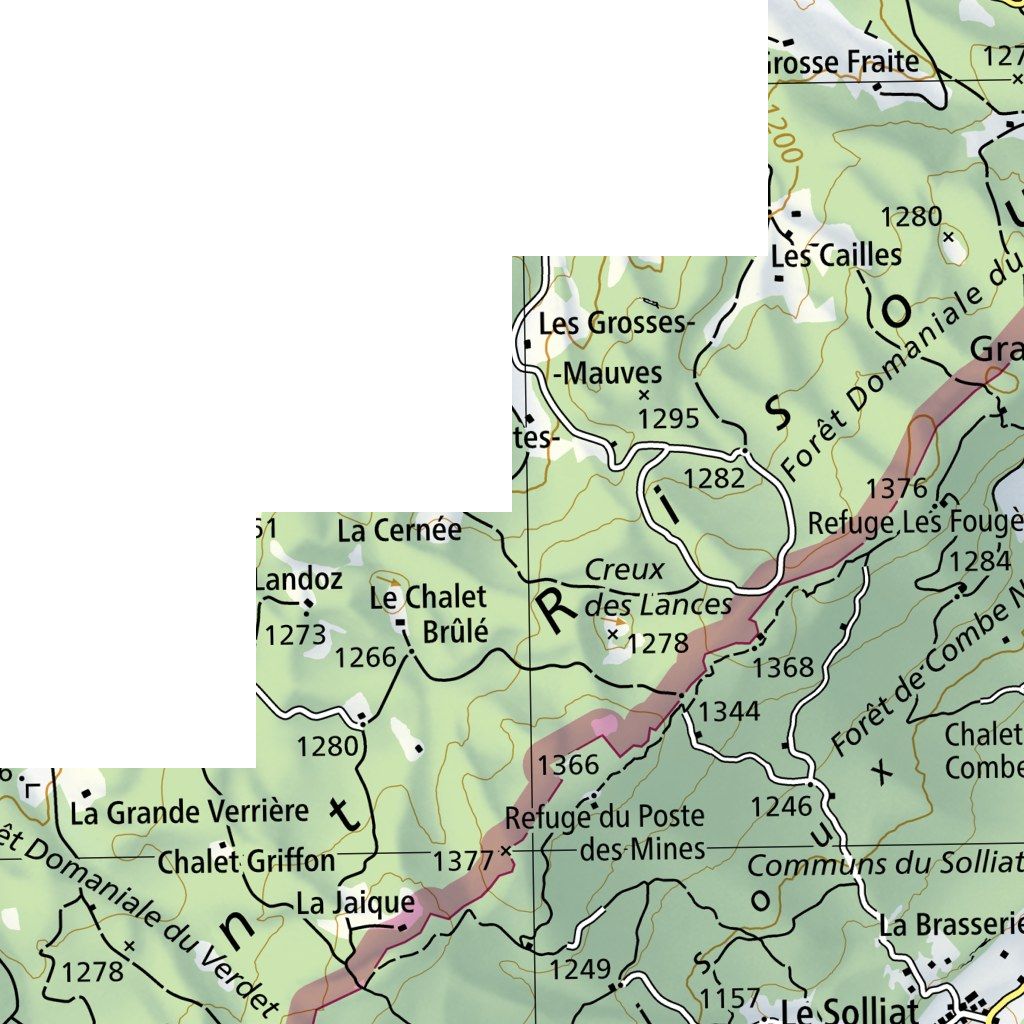 Grosse Fraite
127
1200
1280
Les Cailles
Forêt Domaniale du
Les Grosses-
-Mauves
1295
Gra
tes-
1282
1376
Refuge Les Fougè
La Cernée
1284
Landoz
1273
Le Chalet
Brûlé
1266
Creux
des Lances
1278
1368
Forêt de Combe N
1344
1280
1366
Chalet
Combe
La Grande Verrière
Refuge du Poste
des Mines
1246
Chalet Griffon
1377
Communs du Solliat
Domaniale du Verdet
La Jaique
La Brasserie
1278
1249
1157
Le Solliat
R i s o u
n t
o u x